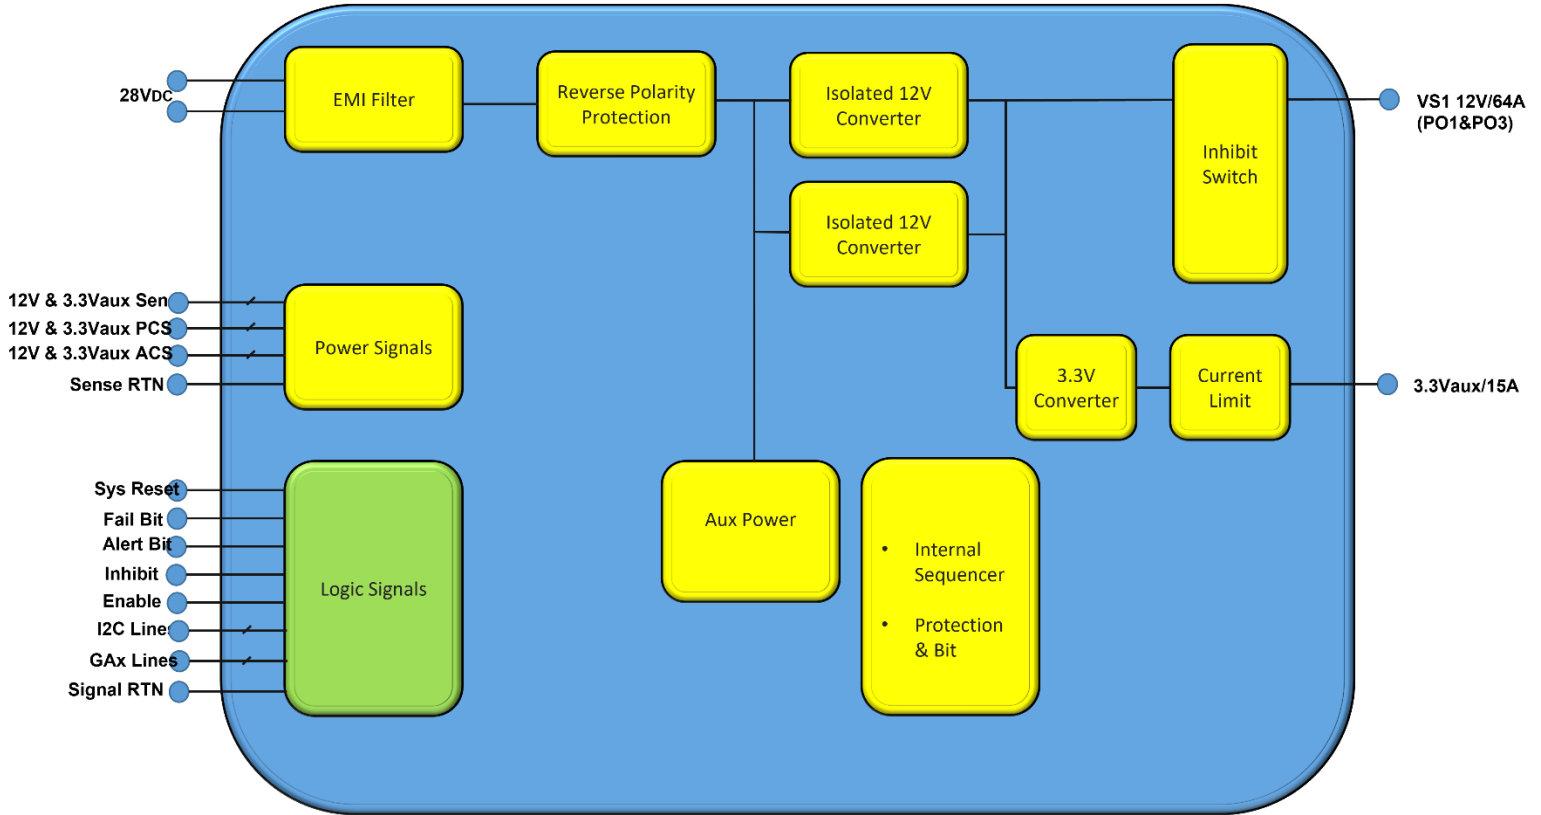 28VDC
EMI Filter
Reverse Polarity
Protection
Isolated 12V
Converter
Isolated 12V
Converter
Inhibit
Switch
VS1 12V/64A
(PO1&PO3)
12V & 3.3Vaux Sen
12V & 3.3Vaux PCS
12V & 3.3Vaux ACS
Sense RTN
Power Signals
3.3V
Converter
Current
Limit
3.3Vaux/15A
Sys Reset
Fail Bit
Alert Bit
Inhibit
Enable
I2C Lines
GAx Lines
Signal RTN
Logic Signals
Aux Power
• Internal
Sequencer
• Protection
& Bit